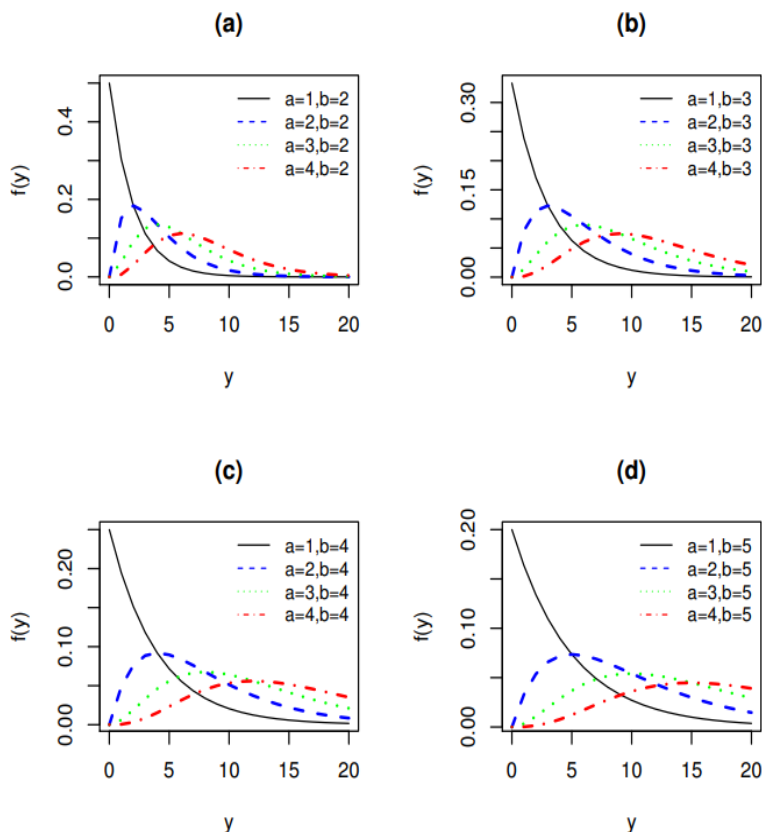 (a)
f(y)
0.0 0.2 0.4
a=1,b=2
a=2,b=2
a=3,b=2
a=4,b=2
0 5 10 15 20
y
(b)
f(y)
0.00 0.15 0.30
a=1,b=3
a=2,b=3
a=3,b=3
a=4,b=3
0 5 10 15 20
y
(c)
f(y)
0.00 0.10 0.20
a=1,b=4
a=2,b=4
a=3,b=4
a=4,b=4
0 5 10 15 20
y
(d)
f(y)
0.00 0.10 0.20
a=1,b=5
a=2,b=5
a=3,b=5
a=4,b=5
0 5 10 15 20
y